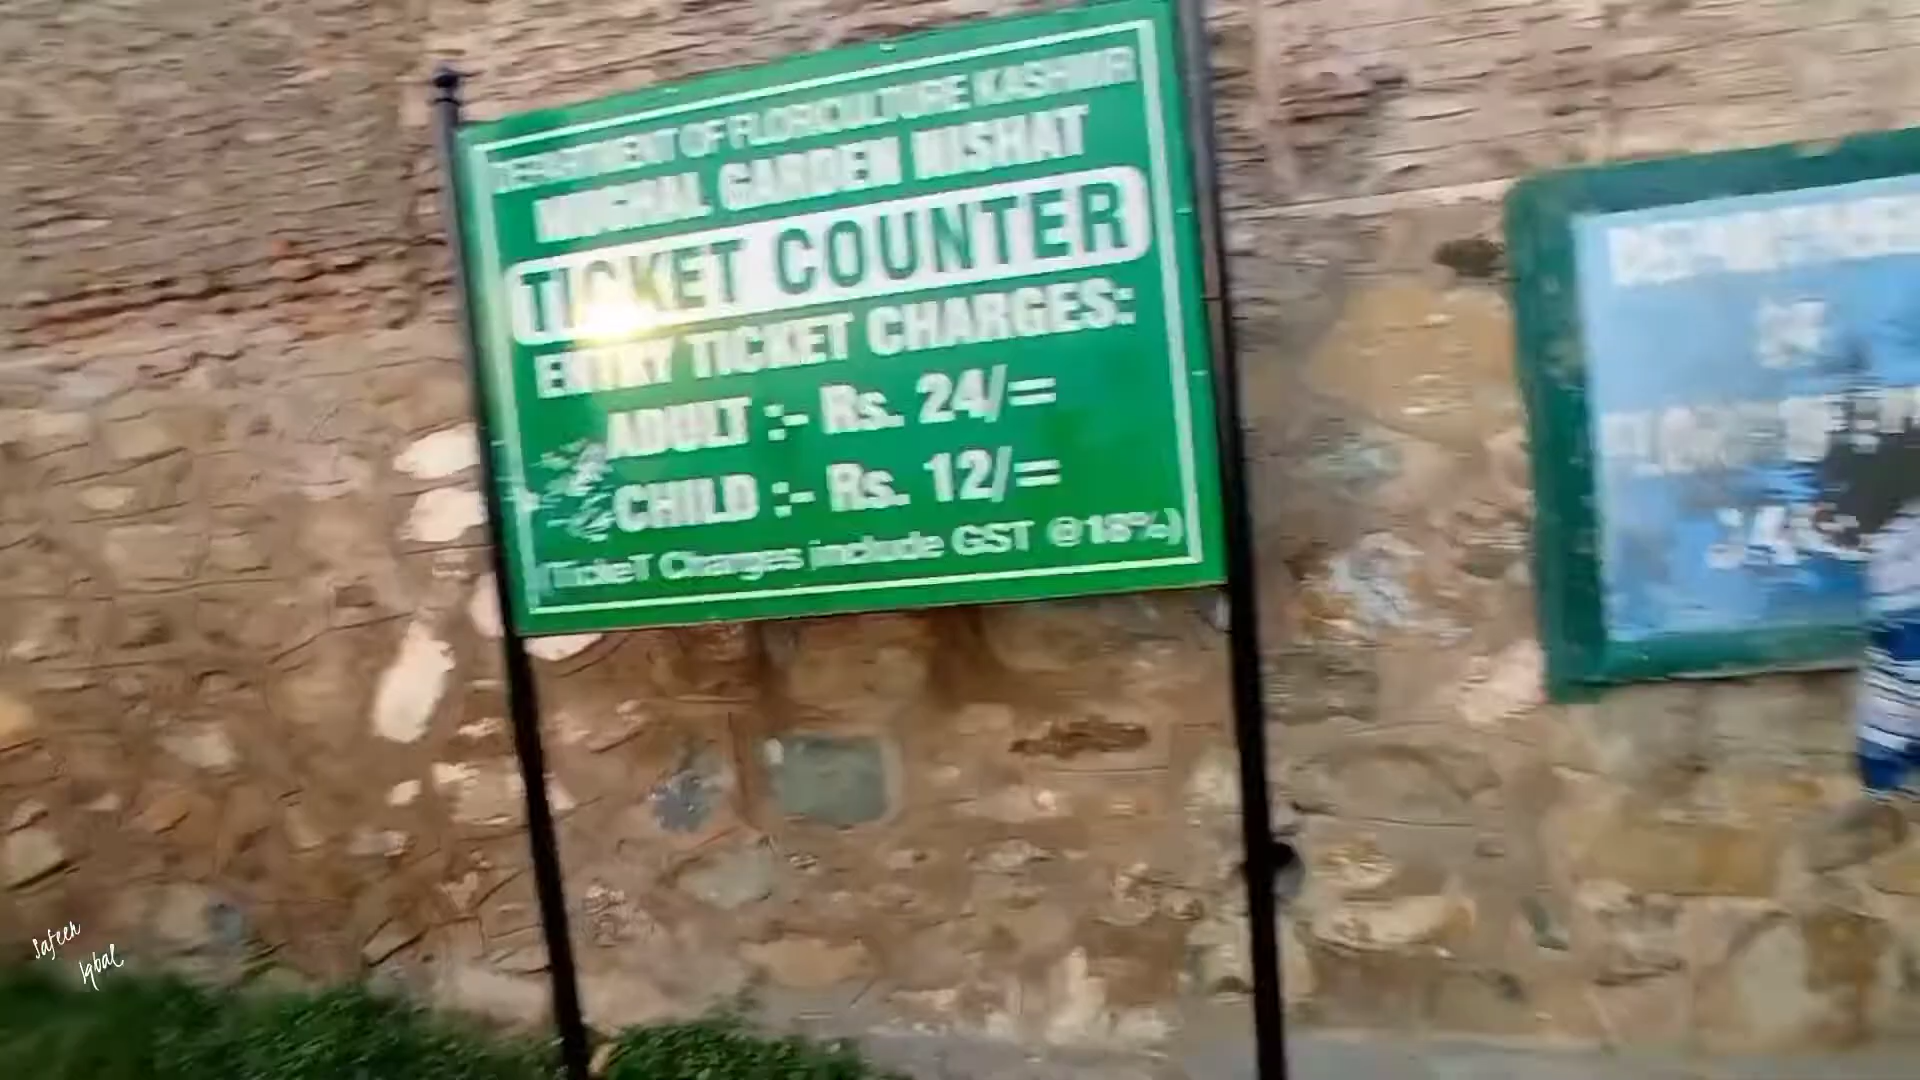 DEPARTMENT OF FLORICULTURE KASHMIR
MUGHAL GARDEN NISHAT
TICKET COUNTER
ENTRY TICKET CHARGES:
ADULT :- Rs. 24/=
CHILD :- Rs. 12/=
(TickeT Charges include GST @18%)
Safeer
Iqbal